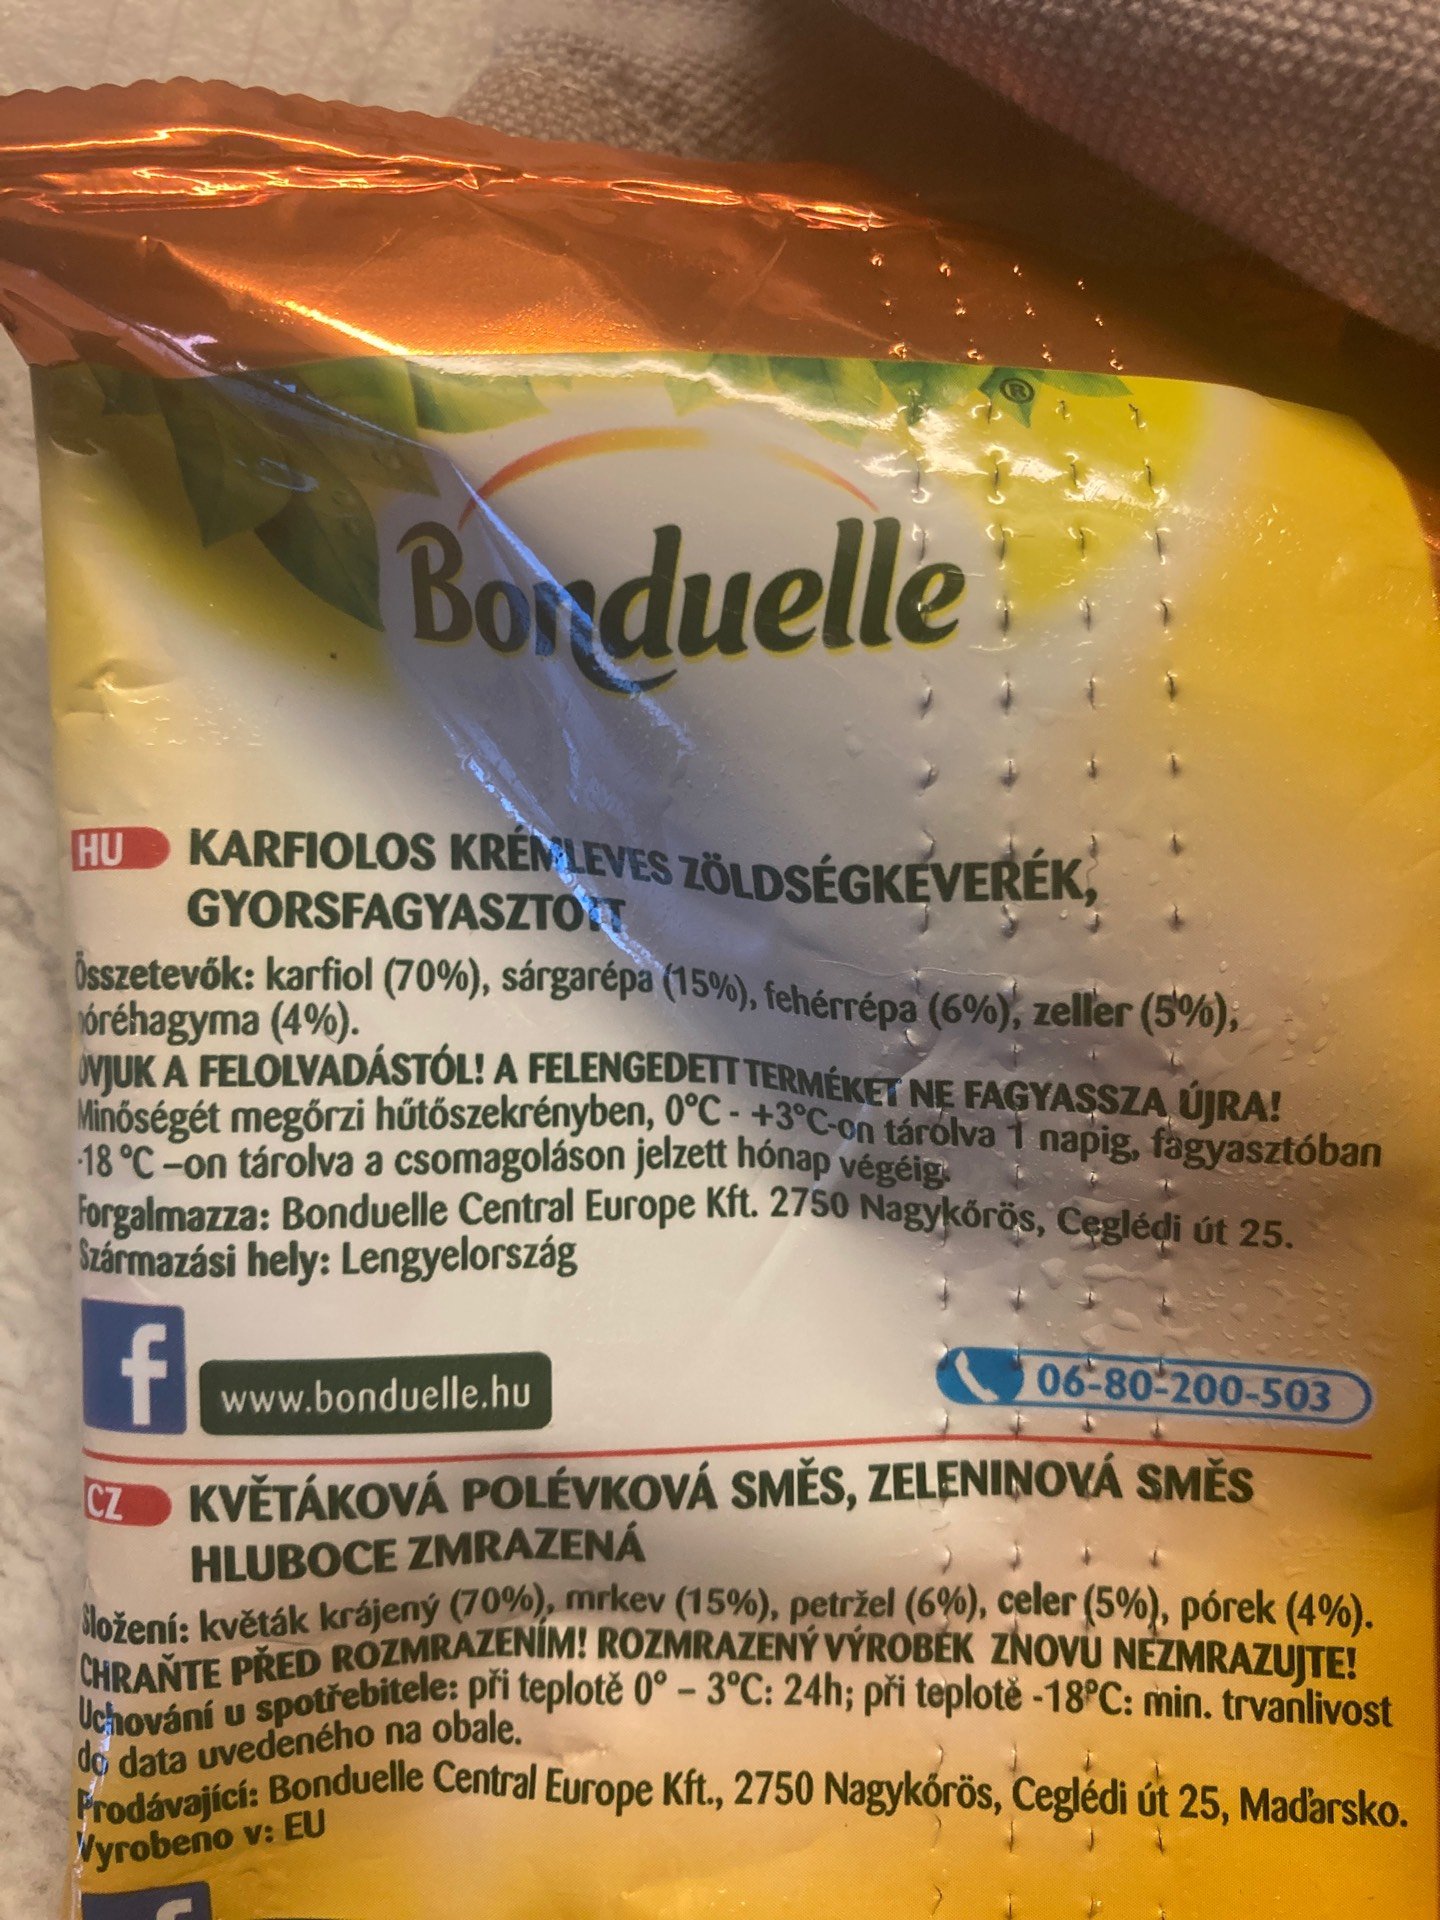 ®
Bonduelle
HU KARFIOLOS KRÉMLEVES ZÖLDSÉGKEVERÉK,
GYORSFAGYASZTOTT
Összetevők: karfiol (70%), sárgarépa (15%), fehérrépa (6%), zeller (5%),
póréhagyma (4%).
ÓVJUK A FELOLVADÁSTÓL! A FELENGEDETT TERMÉKET NE FAGYASSZA ÚJRA!
Minőségét megőrzi hűtőszekrényben, 0°C - +3°C-on tárolva 1 napig, fagyasztóban
-18 °C –on tárolva a csomagoláson jelzett hónap végéig.
Forgalmazza: Bonduelle Central Europe Kft. 2750 Nagykőrös, Ceglédi út 25.
Származási hely: Lengyelország
f
www.bonduelle.hu
06-80-200-503
CZ KVĚTÁKOVÁ POLÉVKOVÁ SMĚS, ZELENINOVÁ SMĚS
HLUBOCE ZMRAZENÁ
Složení: květák krájený (70%), mrkev (15%), petržel (6%), celer (5%), pórek (4%).
CHRAŇTE PŘED ROZMRAZENÍM! ROZMRAZENÝ VÝROBEK ZNOVU NEZMRAZUJTE!
Uchování u spotřebitele: při teplotě 0° – 3°C: 24h; při teplotě -18°C: min. trvanlivost
do data uvedeného na obale.
Prodávající: Bonduelle Central Europe Kft., 2750 Nagykőrös, Ceglédi út 25, Maďarsko.
Vyrobeno v: EU
f